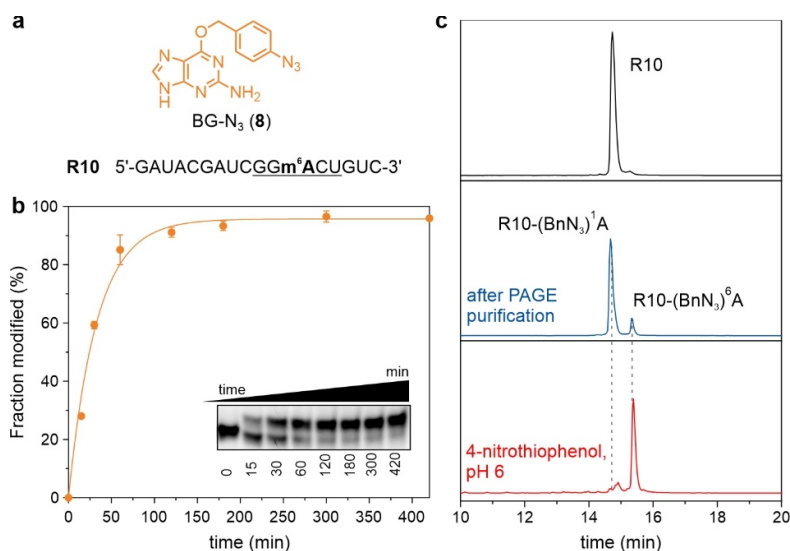 a
O
N
N
N
H
N
NH₂
N₃
BG-N₃ (8)
R10 5'-GAUACGAUCGGm⁶ACUGUC-3'
b
100
80
60
40
20
0
Fraction modified (%)
0 50 100 150 200 250 300 350 400
time (min)
time
min
0 15 30 60 120 180 300 420
c
R10
R10-(BnN₃)¹A
R10-(BnN₃)⁶A
after PAGE
purification
4-nitrothiophenol,
pH 6
10 12 14 16 18 20
time (min)